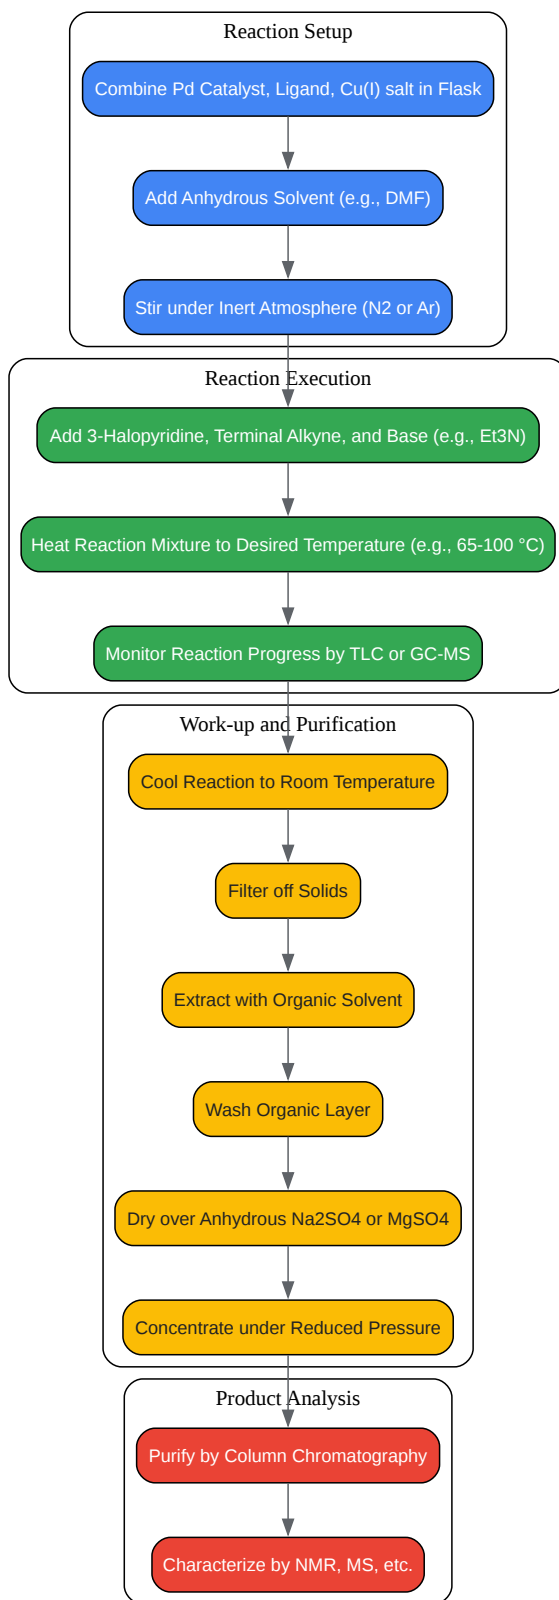 Reaction Setup
Combine Pd Catalyst, Ligand, Cu(I) salt in Flask
Add Anhydrous Solvent (e.g., DMF)
Stir under Inert Atmosphere (N2 or Ar)
Reaction Execution
Add 3-Halopyridine, Terminal Alkyne, and Base (e.g., Et3N)
Heat Reaction Mixture to Desired Temperature (e.g., 65-100 °C)
Monitor Reaction Progress by TLC or GC-MS
Work-up and Purification
Cool Reaction to Room Temperature
Filter off Solids
Extract with Organic Solvent
Wash Organic Layer
Dry over Anhydrous Na2SO4 or MgSO4
Concentrate under Reduced Pressure
Product Analysis
Purify by Column Chromatography
Characterize by NMR, MS, etc.